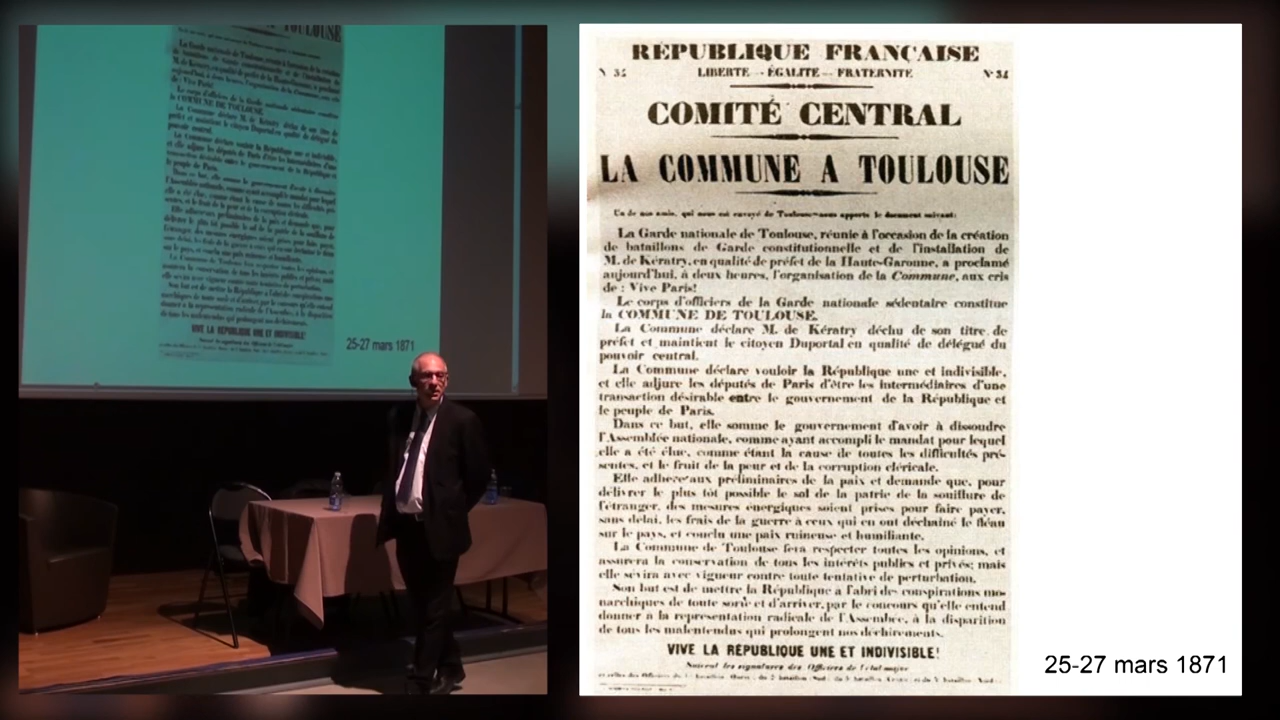 RÉPUBLIQUE FRANÇAISE
N 34 LIBERTE - ÉGALITE - FRATERNITE N° 34
COMITÉ CENTRAL
LA COMMUNE A TOULOUSE
Un de nos amis, qui nous est envoyé de Toulouse nous apporte le document suivant:
La Garde nationale de Toulouse, réunie à l'occasion de la création
de bataillons de Garde constitutionnelle et de l'installation de
M. de Kératry, en qualité de préfet de la Haute-Garonne, a proclamé
aujourd'hui, à deux heures, l'organisation de la Commune, aux cris
de : Vive Paris!
Le corps d'officiers de la Garde nationale sédentaire constitue
la COMMUNE DE TOULOUSE.
La Commune déclare M. de Kératry déchu de son titre de
préfet et maintient le citoyen Duportal en qualité de délégué du
pouvoir central.
La Commune déclare vouloir la République une et indivisible,
et elle adjure les députés de Paris d'être les intermédiaires d'une
transaction désirable entre le gouvernement de la République et
le peuple de Paris.
Dans ce but, elle somme le gouvernement d'avoir à dissoudre
l'Assemblée nationale, comme ayant accompli le mandat pour lequel
elle a été élue, comme étant la cause de toutes les difficultés pré-
sentes, et le fruit de la peur et de la corruption cléricale.
Elle adhère aux préliminaires de la paix et demande que, pour
délivrer le plus tôt possible le sol de la patrie de la souillure de
l'étranger, des mesures énergiques soient prises pour faire payer,
sans délai, les frais de la guerre à ceux qui en ont déchaîné le fléau
sur le pays, et conclu une paix ruineuse et humiliante.
La Commune de Toulouse fera respecter toutes les opinions, et
assurera la conservation de tous les intérêts publics et privés; mais
elle sévira avec vigueur contre toute tentative de perturbation.
Son but est de mettre la République à l'abri des conspirations mo-
narchiques de toute sorte et d'arriver, par le concours qu'elle entend
donner à la représentation radicale de l'Assemblée, à la disparition
de tous les malentendus qui prolongent nos déchirements.
VIVE LA RÉPUBLIQUE UNE ET INDIVISIBLE!
Suivent les signatures des Officiers de l'état major
25-27 mars 1871
25-27 mars 1871